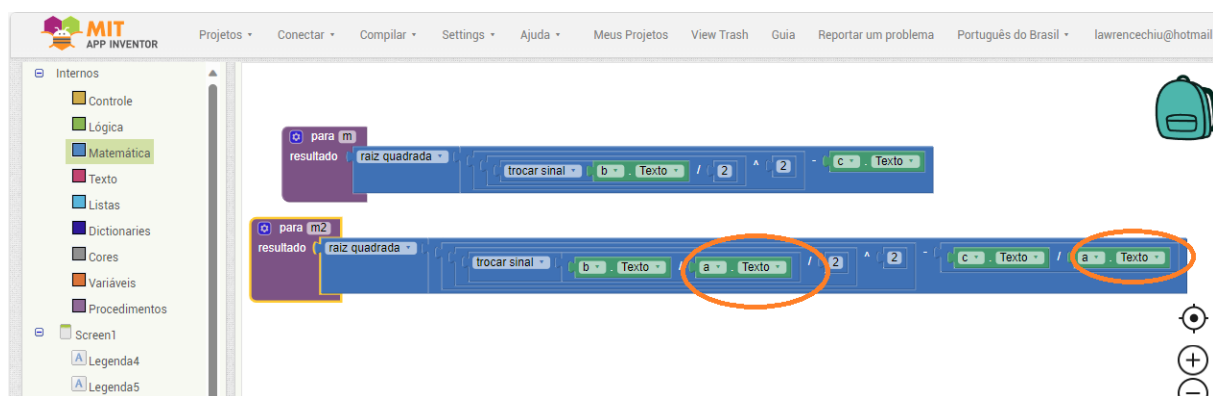 MIT
APP INVENTOR
Projetos Conectar Compilar Settings Ajuda Meus Projetos View Trash Guia Reportar um problema Português do Brasil lawrencechiu@hotmail
Internos
Controle
Lógica
Matemática
Texto
Listas
Dictionaries
Cores
Variáveis
Procedimentos
Screen1
Legenda4
Legenda5
para m
resultado raiz quadrada trocar sinal b . Texto / 2 ^ 2 - c . Texto
para m2
resultado raiz quadrada trocar sinal b . Texto / a . Texto / 2 ^ 2 - c . Texto / a . Texto